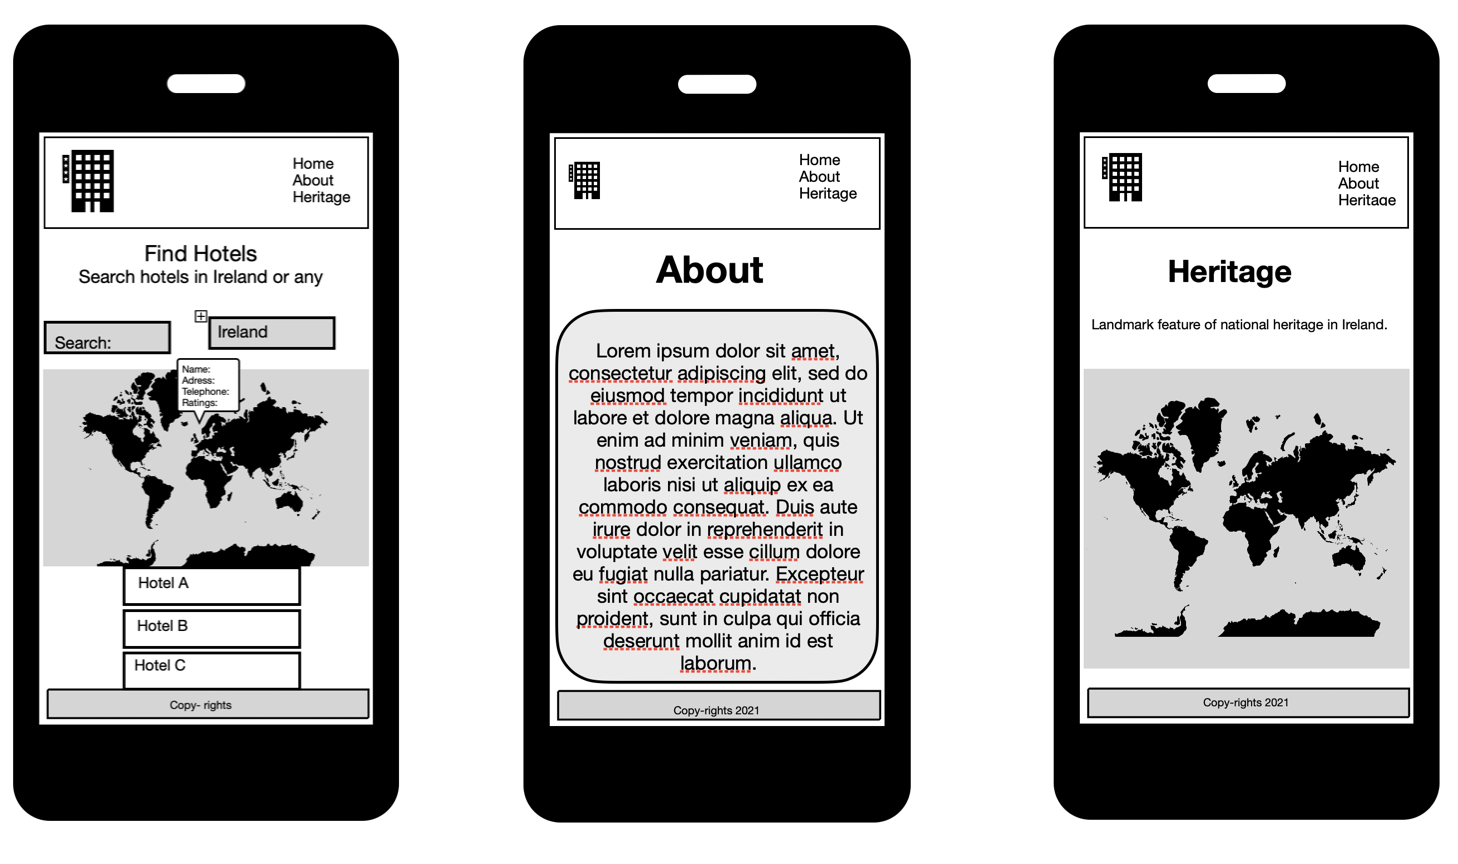 Home
About
Heritage
Find Hotels
Search hotels in Ireland or any
Search:
Ireland
Name:
Adress:
Telephone:
Ratings:
Hotel A
Hotel B
Hotel C
Copy- rights
Home
About
Heritage
About
Lorem ipsum dolor sit amet,
consectetur adipiscing elit, sed do
eiusmod tempor incididunt ut
labore et dolore magna aliqua. Ut
enim ad minim veniam, quis
nostrud exercitation ullamco
laboris nisi ut aliquip ex ea
commodo consequat. Duis aute
irure dolor in reprehenderit in
voluptate velit esse cillum dolore
eu fugiat nulla pariatur. Excepteur
sint occaecat cupidatat non
proident, sunt in culpa qui officia
deserunt mollit anim id est
laborum.
Copy-rights 2021
Home
About
Heritage
Heritage
Landmark feature of national heritage in Ireland.
Copy-rights 2021